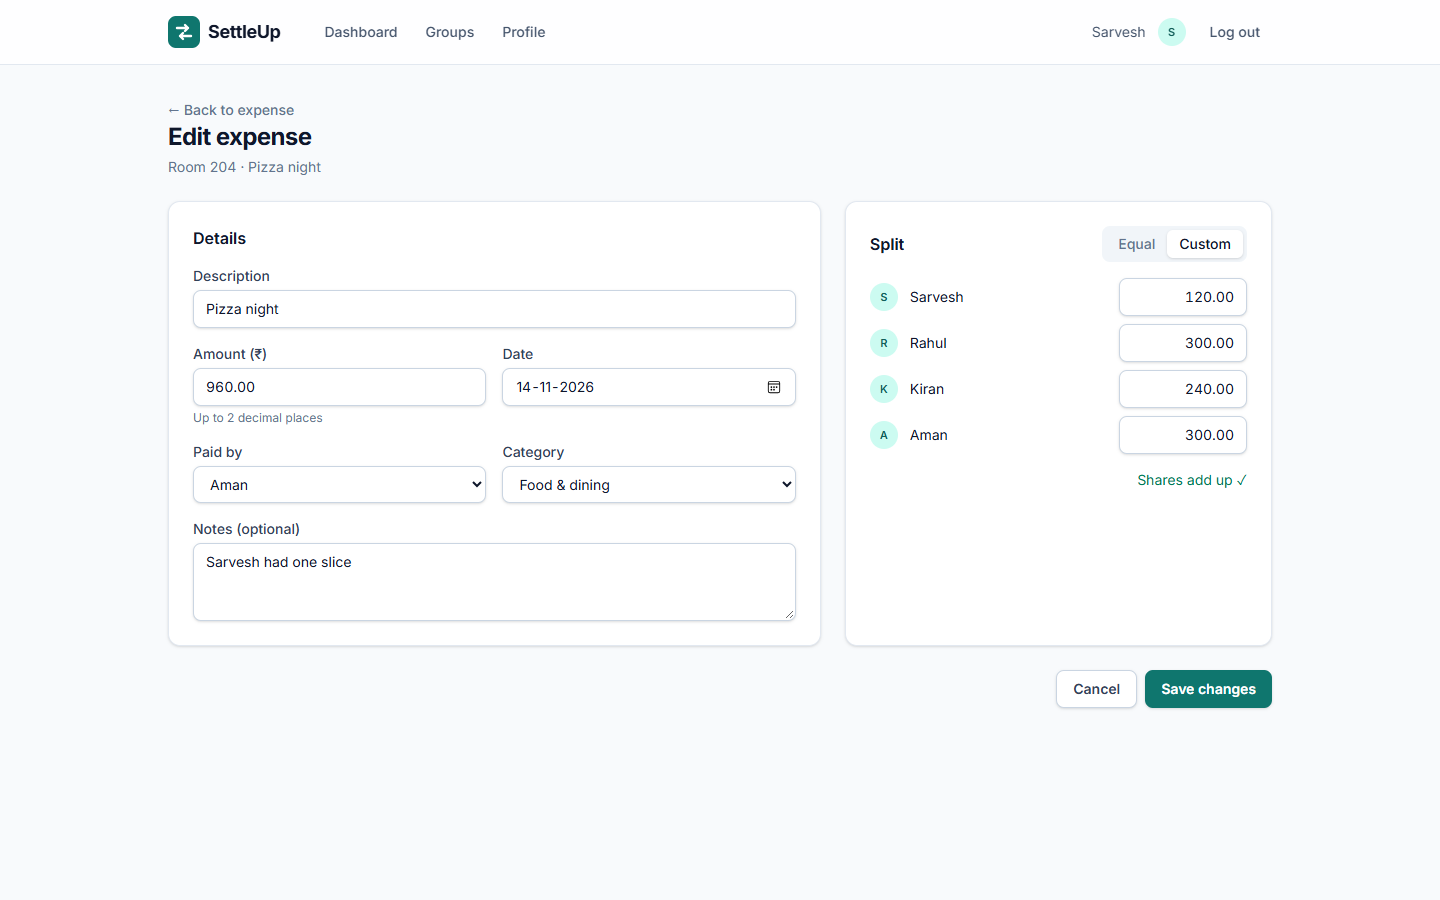 SettleUp Dashboard Groups Profile Sarvesh S Log out
← Back to expense
Edit expense
Room 204 · Pizza night
Details
Description
Pizza night
Amount (₹) Date
960.00 14-11-2026
Up to 2 decimal places
Paid by Category
Aman Food & dining
Notes (optional)
Sarvesh had one slice
Split Equal Custom
S Sarvesh 120.00
R Rahul 300.00
K Kiran 240.00
A Aman 300.00
Shares add up ✓
Cancel Save changes